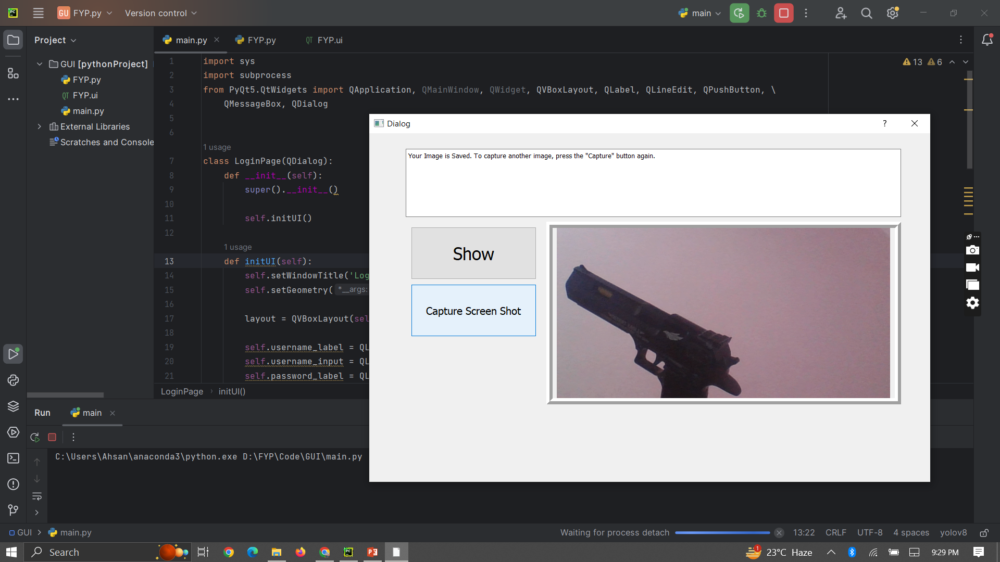 GU FYP.py Version control main
Project main.py FYP.py QT FYP.ui
GUI [pythonProject]
FYP.py
QT FYP.ui
main.py
External Libraries
Scratches and Console
13 6
1 import sys
2 import subprocess
3 from PyQt5.QtWidgets import QApplication, QMainWindow, QWidget, QVBoxLayout, QLabel, QLineEdit, QPushButton, \
4 QMessageBox, QDialog
5
6
1 usage
7 class LoginPage(QDialog):
8 def __init__(self):
9 super().__init__()
10
11 self.initUI()
12
1 usage
13 def initUI(self):
14 self.setWindowTitle('Log
15 self.setGeometry( *__args:
16
17 layout = QVBoxLayout(sel
18
19 self.username_label = QL
20 self.username_input = QL
21 self.password_label = QL
LoginPage › initUI()
Dialog ?
Your Image is Saved. To capture another image, press the "Capture" button again.
Show
Capture Screen Shot
DESERT EAGLE
Run main
C:\Users\Ahsan\anaconda3\python.exe D:\FYP\Code\GUI\main.py
GUI > main.py Waiting for process detach 13:22 CRLF UTF-8 4 spaces yolov8
Search 1 23°C Haze 9:29 PM